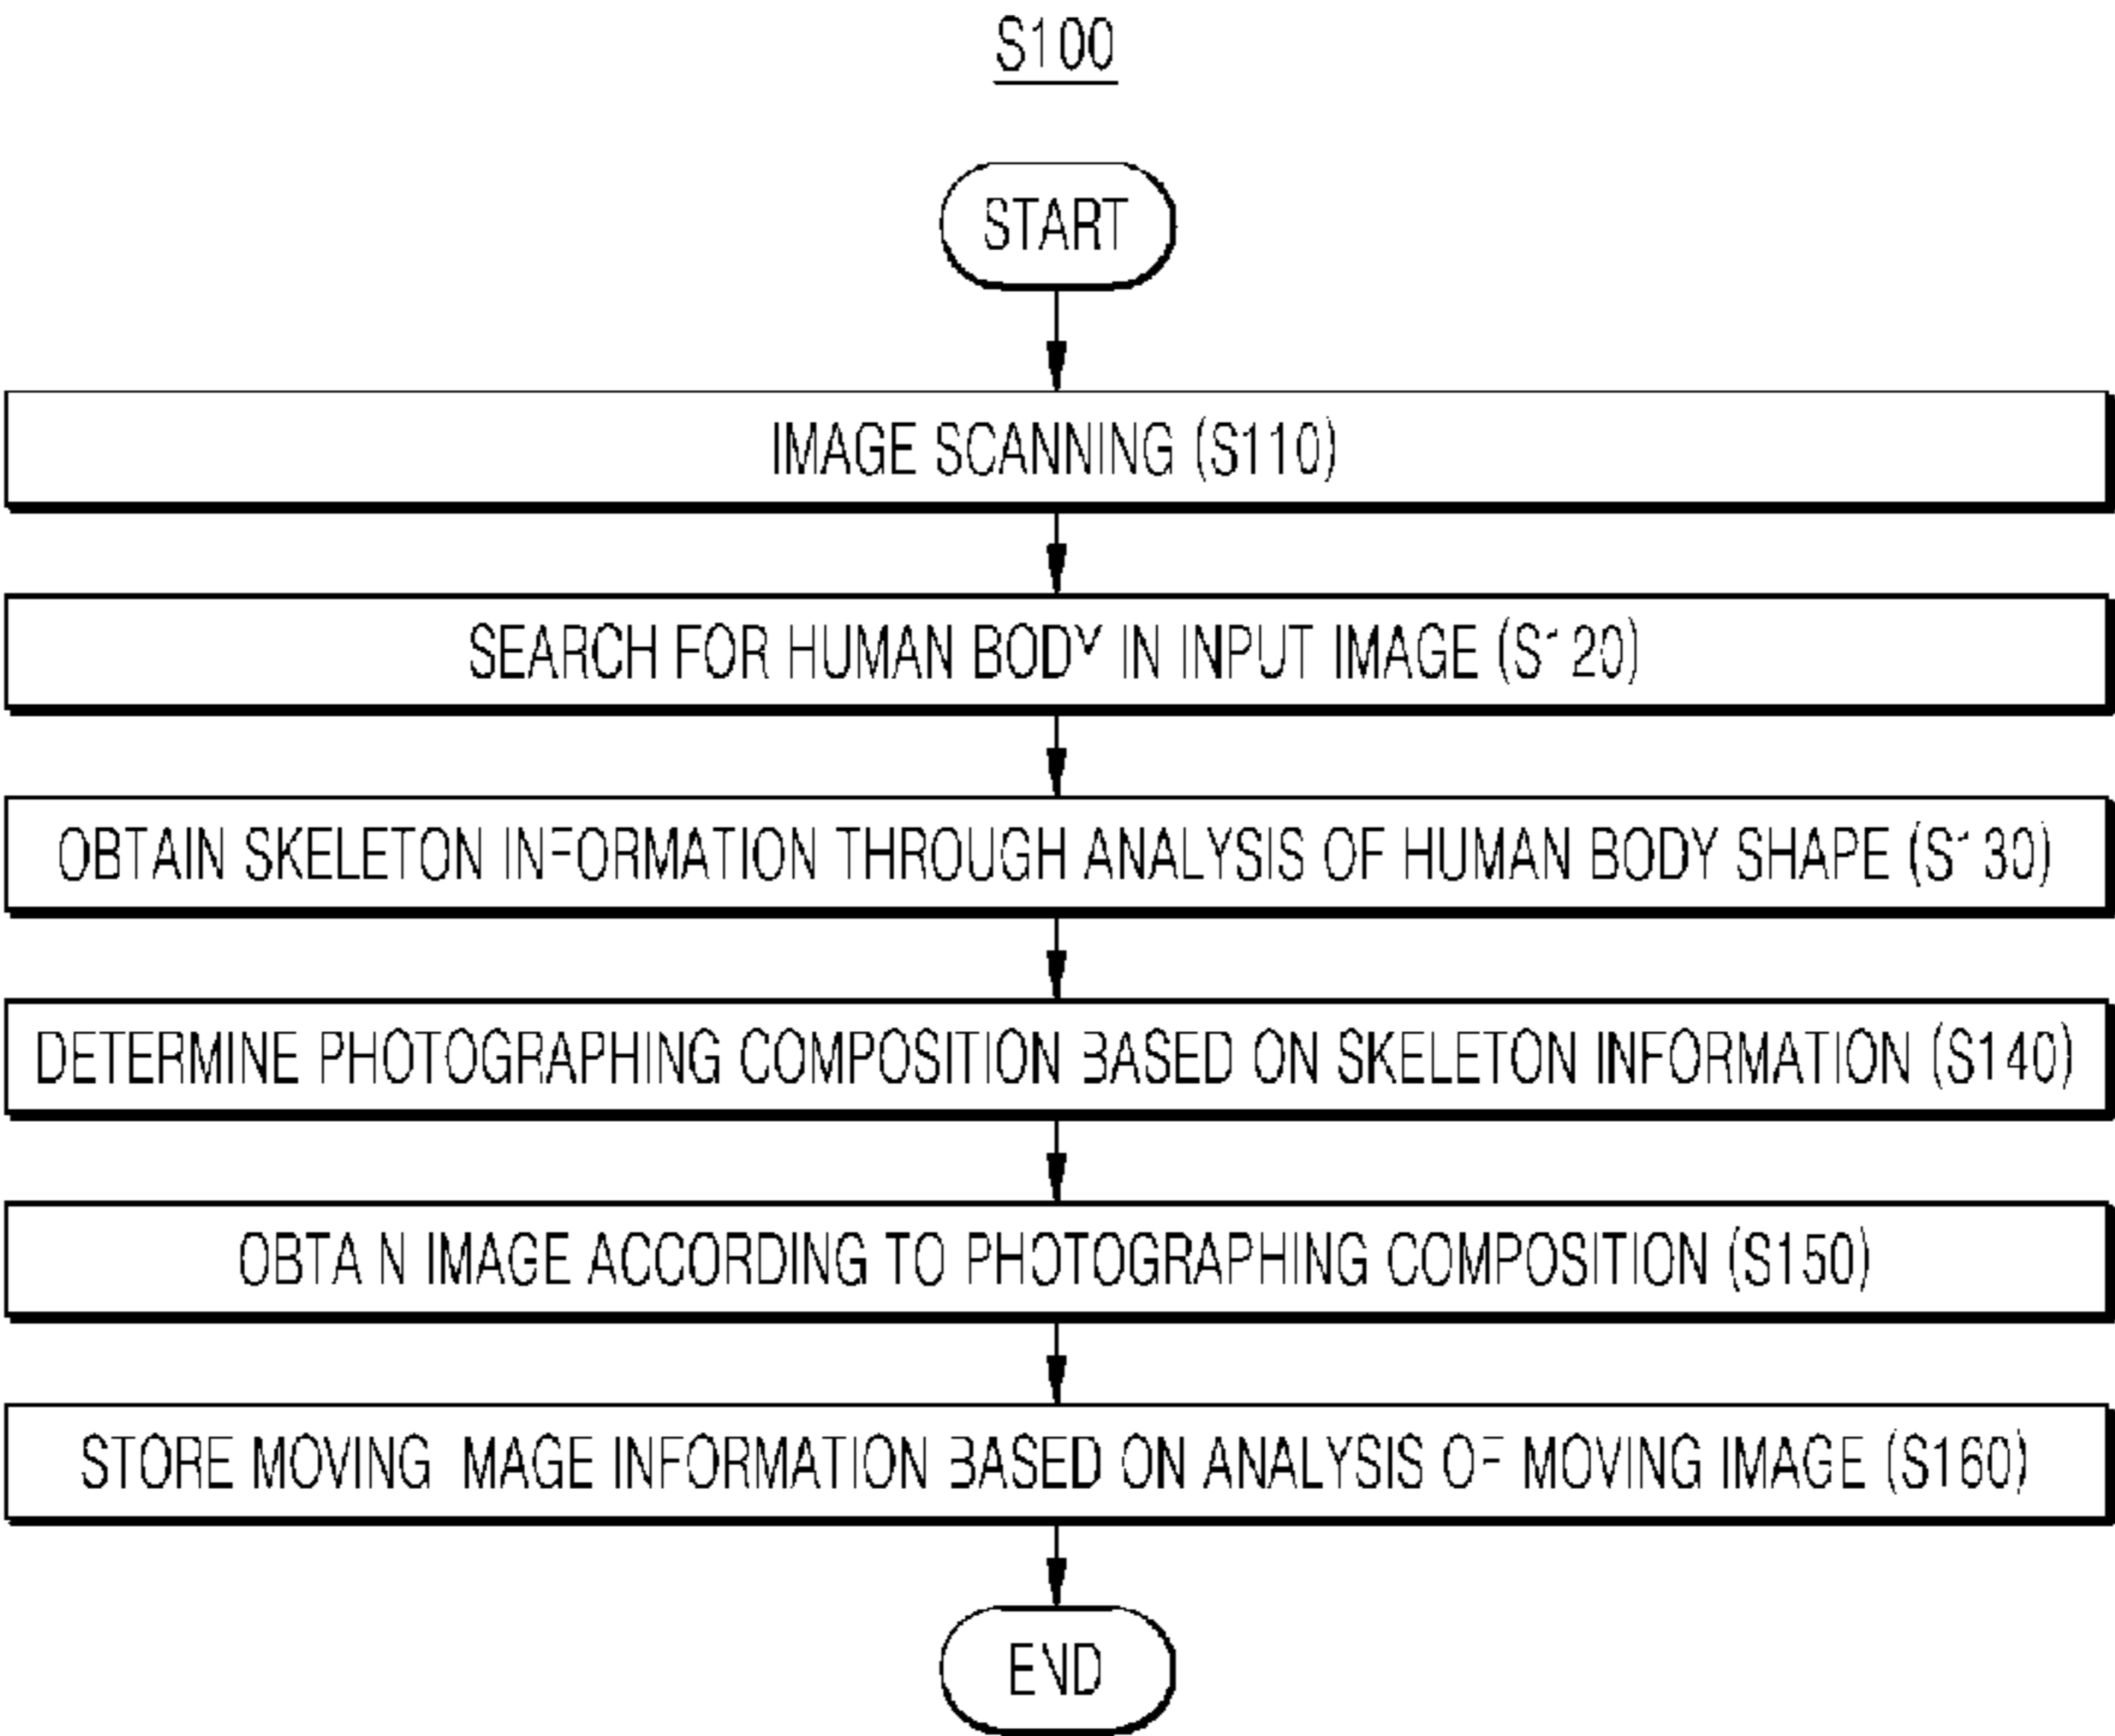 S100
START
IMAGE SCANNING (S110)
SEARCH FOR HUMAN BODY IN INPUT IMAGE (S120)
OBTAIN SKELETON INFORMATION THROUGH ANALYSIS OF HUMAN BODY SHAPE (S130)
DETERMINE PHOTOGRAPHING COMPOSITION BASED ON SKELETON INFORMATION (S140)
OBTAIN IMAGE ACCORDING TO PHOTOGRAPHING COMPOSITION (S150)
STORE MOVING IMAGE INFORMATION BASED ON ANALYSIS OF MOVING IMAGE (S160)
END